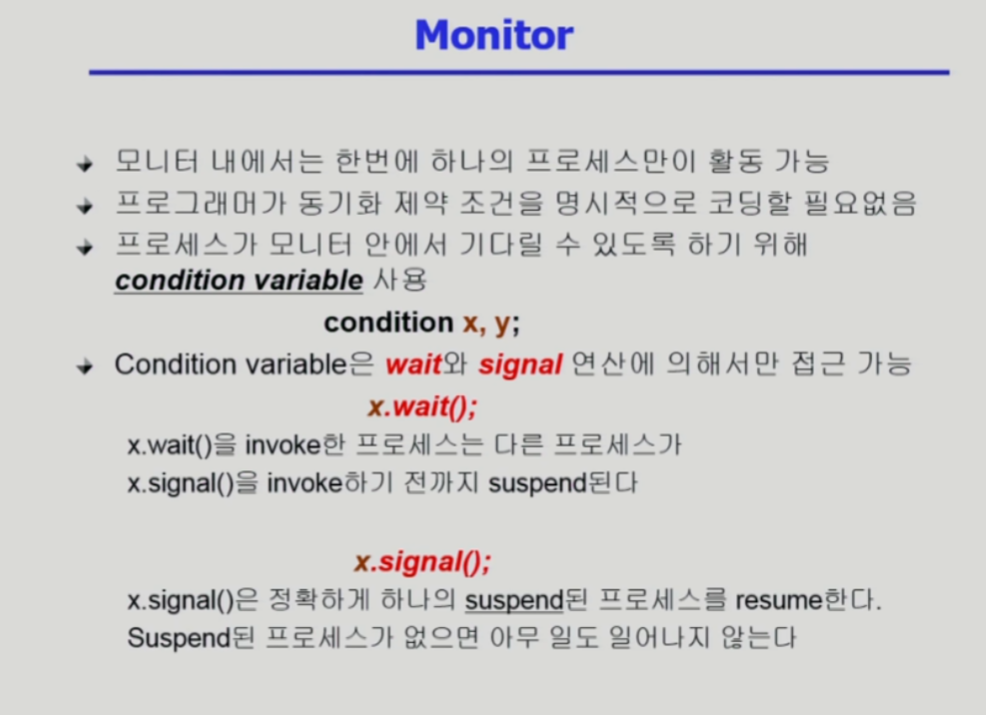 Monitor
모니터 내에서는 한번에 하나의 프로세스만이 활동 가능
프로그래머가 동기화 제약 조건을 명시적으로 코딩할 필요없음
프로세스가 모니터 안에서 기다릴 수 있도록 하기 위해
condition variable 사용
condition x, y;
Condition variable은 wait와 signal 연산에 의해서만 접근 가능
x.wait();
x.wait()을 invoke한 프로세스는 다른 프로세스가
x.signal()을 invoke하기 전까지 suspend된다
x.signal();
x.signal()은 정확하게 하나의 suspend된 프로세스를 resume한다.
Suspend된 프로세스가 없으면 아무 일도 일어나지 않는다